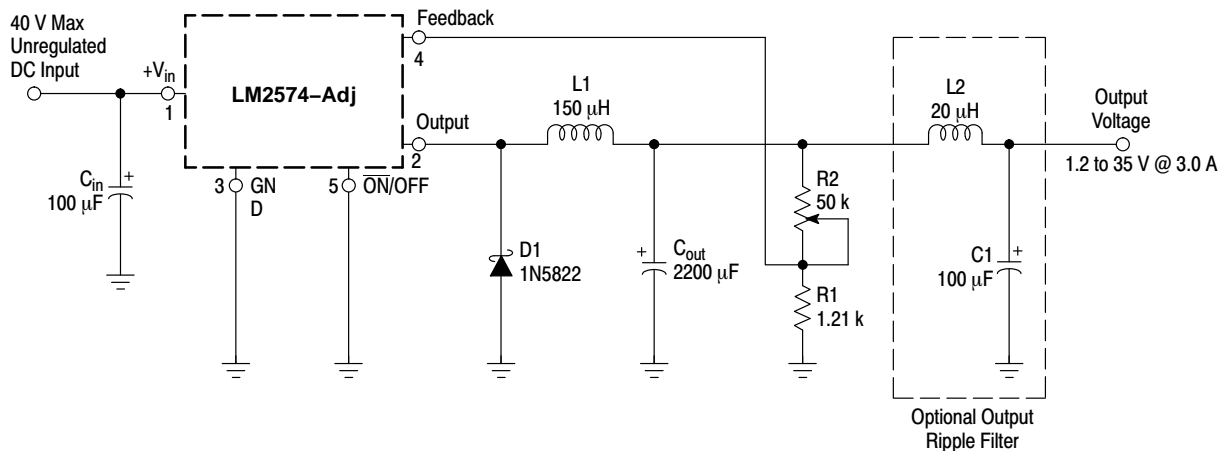 40 V Max
Unregulated
DC Input
+Vin
1
LM2574–Adj
Feedback
4
Output
2
3
GN
D
5
ON/OFF
Cin
100 µF
+
L1
150 µH
D1
1N5822
+
Cout
2200 µF
R2
50 k
R1
1.21 k
L2
20 µH
C1
100 µF
+
Output
Voltage
1.2 to 35 V @ 3.0 A
Optional Output
Ripple Filter